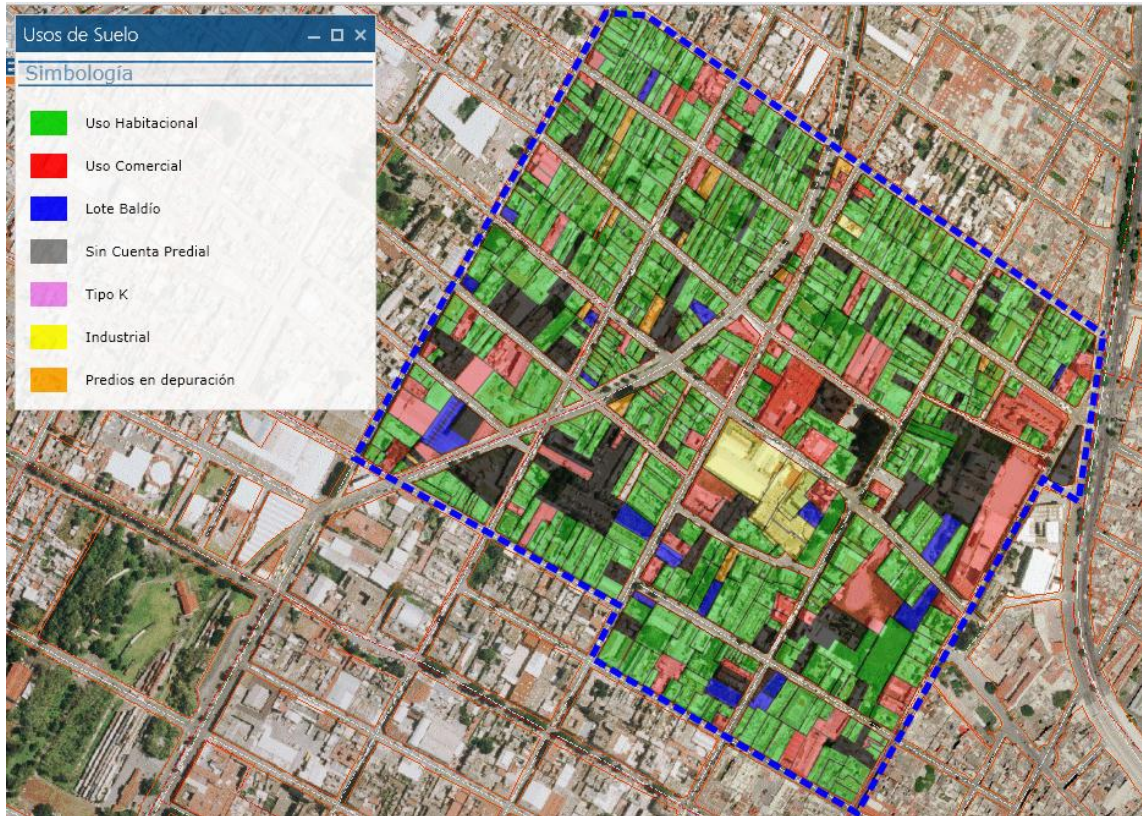 Usos de Suelo
Simbología
Uso Habitacional
Uso Comercial
Lote Baldío
Sin Cuenta Predial
Tipo K
Industrial
Predios en depuración